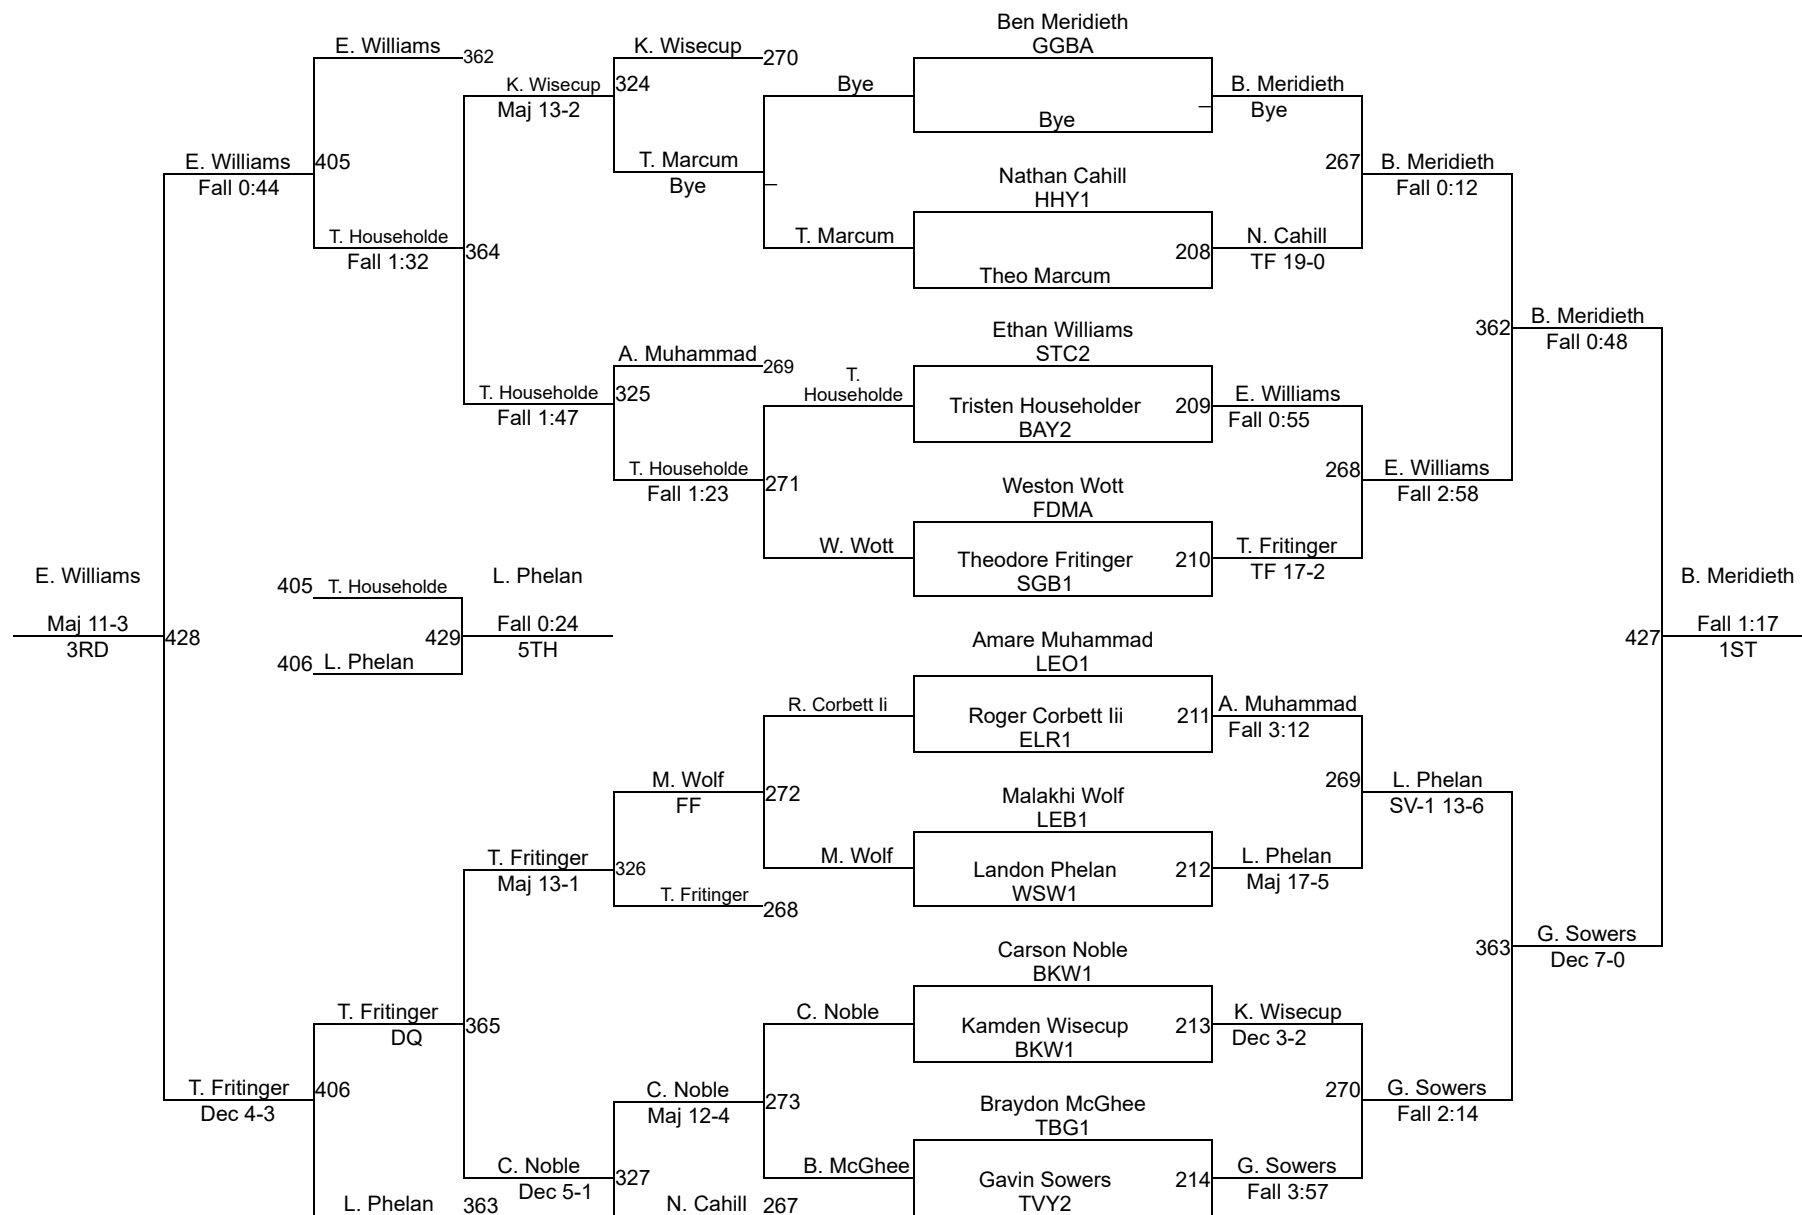 Ben Meridieth
GGBA
E. Williams
362
K. Wisecup
270
K. Wisecup
324
Maj 13-2
Bye
B. Meridieth
Bye
Bye
E. Williams
405
Fall 0:44
T. Marcum
Bye
Nathan Cahill
HHY1
267
B. Meridieth
Fall 0:12
T. Householde
Fall 1:32
364
T. Marcum
208
N. Cahill
TF 19-0
Theo Marcum
Ethan Williams
STC2
362
B. Meridieth
Fall 0:48
A. Muhammad
269
T. Householde
Fall 1:47
325
T.
Householde
Tristen Householder
BAY2
209
E. Williams
Fall 0:55
T. Householde
Fall 1:23
271
Weston Wott
FDMA
268
E. Williams
Fall 2:58
W. Wott
Theodore Fritinger
SGB1
210
T. Fritinger
TF 17-2
E. Williams
Maj 11-3
3RD
428
405
T. Householde
406
L. Phelan
429
L. Phelan
Fall 0:24
5TH
B. Meridieth
427
Fall 1:17
1ST
Amare Muhammad
LEO1
R. Corbett Ii
Roger Corbett Iii
ELR1
211
A. Muhammad
Fall 3:12
M. Wolf
FF
272
Malakhi Wolf
LEB1
269
L. Phelan
SV-1 13-6
T. Fritinger
Maj 13-1
326
M. Wolf
Landon Phelan
WSW1
212
L. Phelan
Maj 17-5
T. Fritinger
268
Carson Noble
BKW1
363
G. Sowers
Dec 7-0
T. Fritinger
DQ
365
C. Noble
Kamden Wisecup
BKW1
213
K. Wisecup
Dec 3-2
T. Fritinger
Dec 4-3
406
C. Noble
Maj 12-4
273
Braydon McGhee
TBG1
270
G. Sowers
Fall 2:14
C. Noble
Dec 5-1
327
B. McGhee
Gavin Sowers
TVY2
214
G. Sowers
Fall 3:57
L. Phelan
363
N. Cahill
267